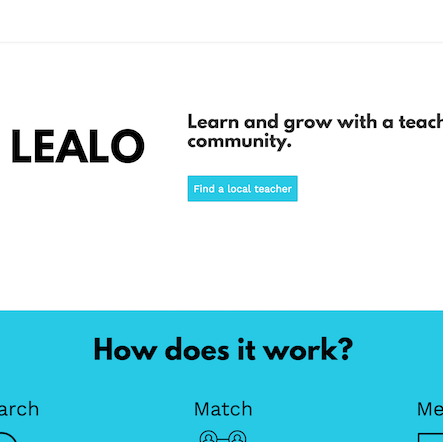 Learn and grow with a teach
community.
LEALO
Find a local teacher
How does it work?
arch
Match
Me